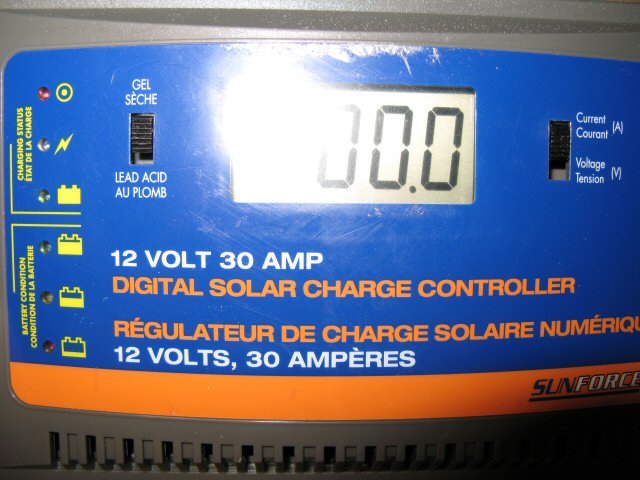 CHARGING STATUS
ÉTAT DE LA CHARGE
BATTERY CONDITION
CONDITION DE LA BATTERIE
GEL
SÈCHE
LEAD ACID
AU PLOMB
00.0
Current
Courant (A)
Voltage
Tension (V)
12 VOLT 30 AMP
DIGITAL SOLAR CHARGE CONTROLLER
RÉGULATEUR DE CHARGE SOLAIRE NUMÉRIQU
12 VOLTS, 30 AMPÈRES
SUNFORCE